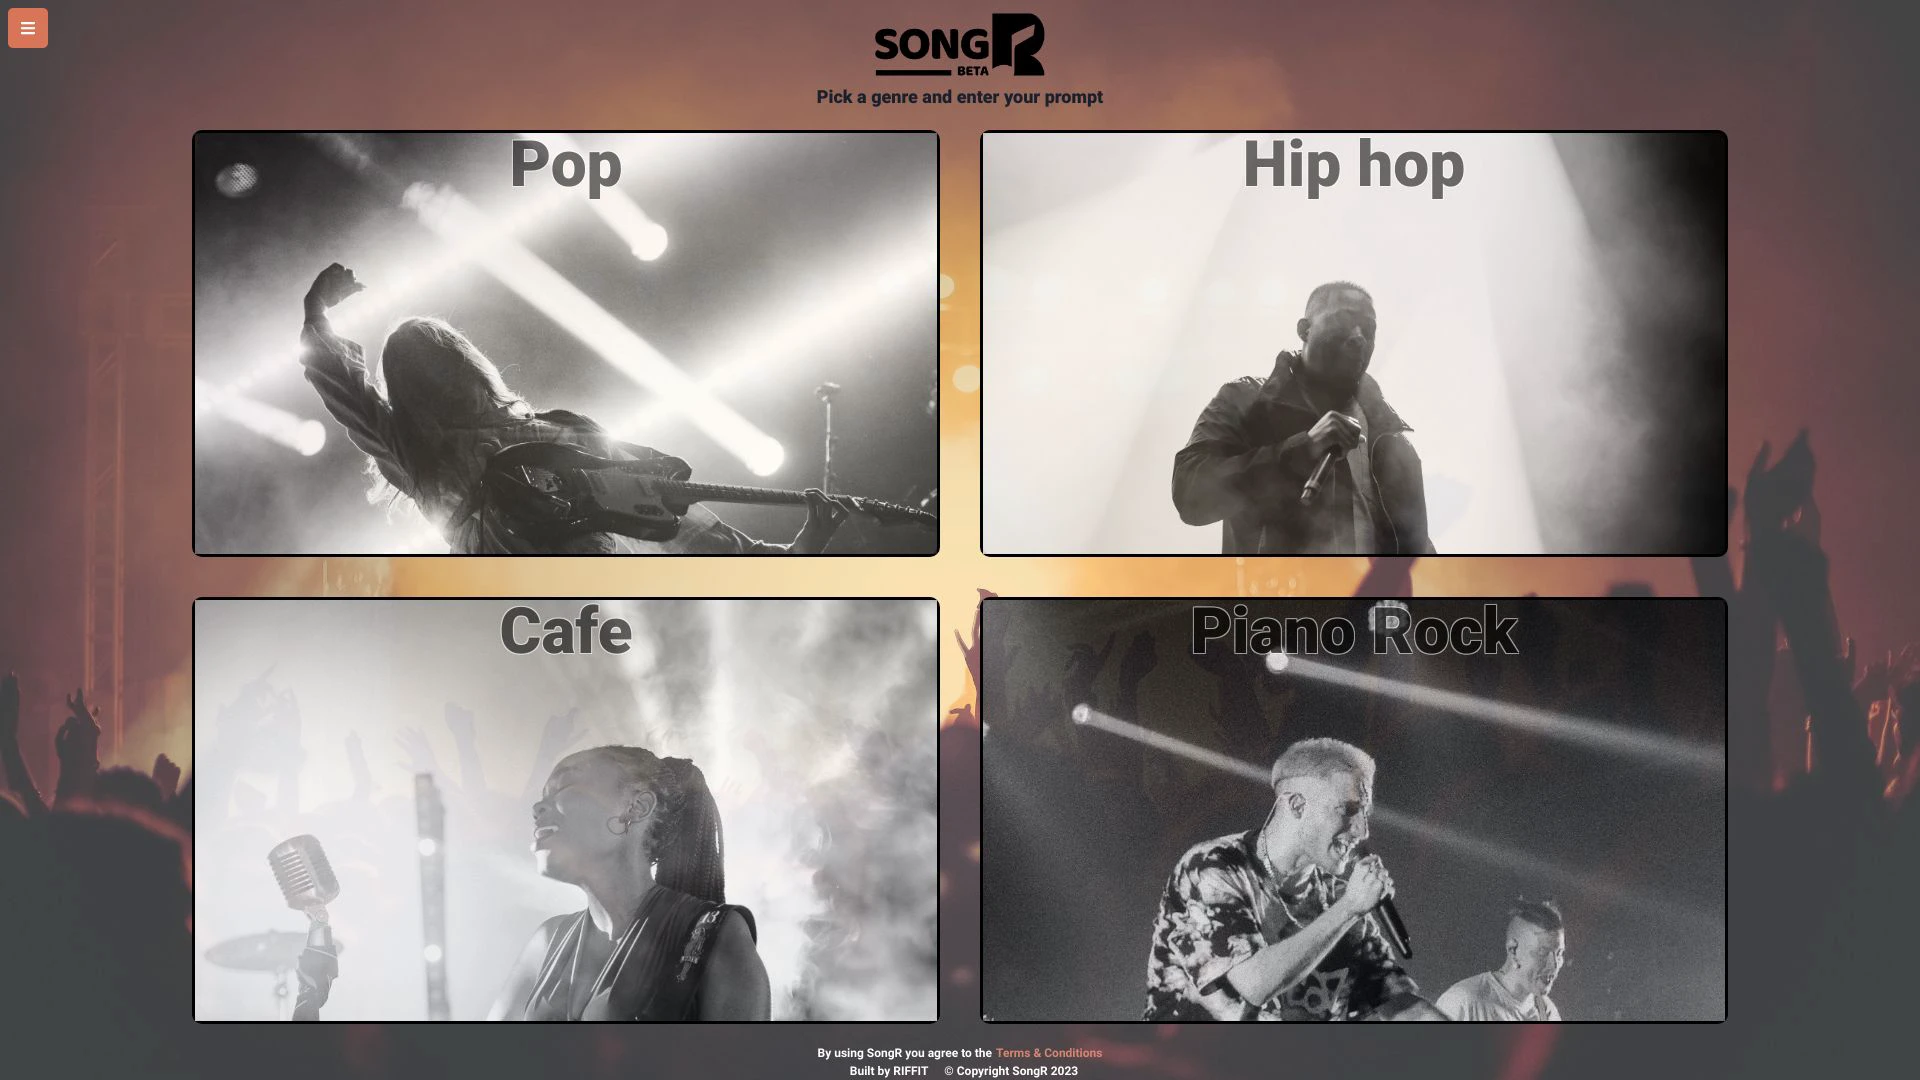 SONGR
BETA
Pick a genre and enter your prompt
Pop
Hip hop
Cafe
13
Piano Rock
By using SongR you agree to the Terms & Conditions
Built by RIFFIT © Copyright SongR 2023